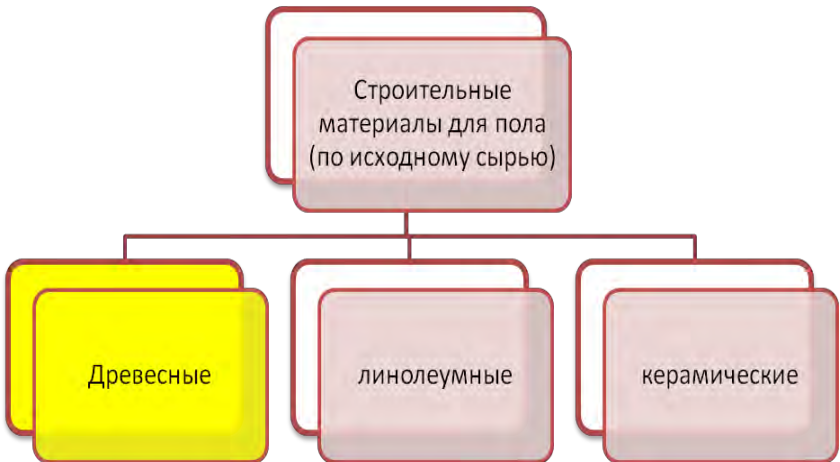 Строительные
материалы для пола
(по исходному сырью)
Древесные
линолеумные
керамические